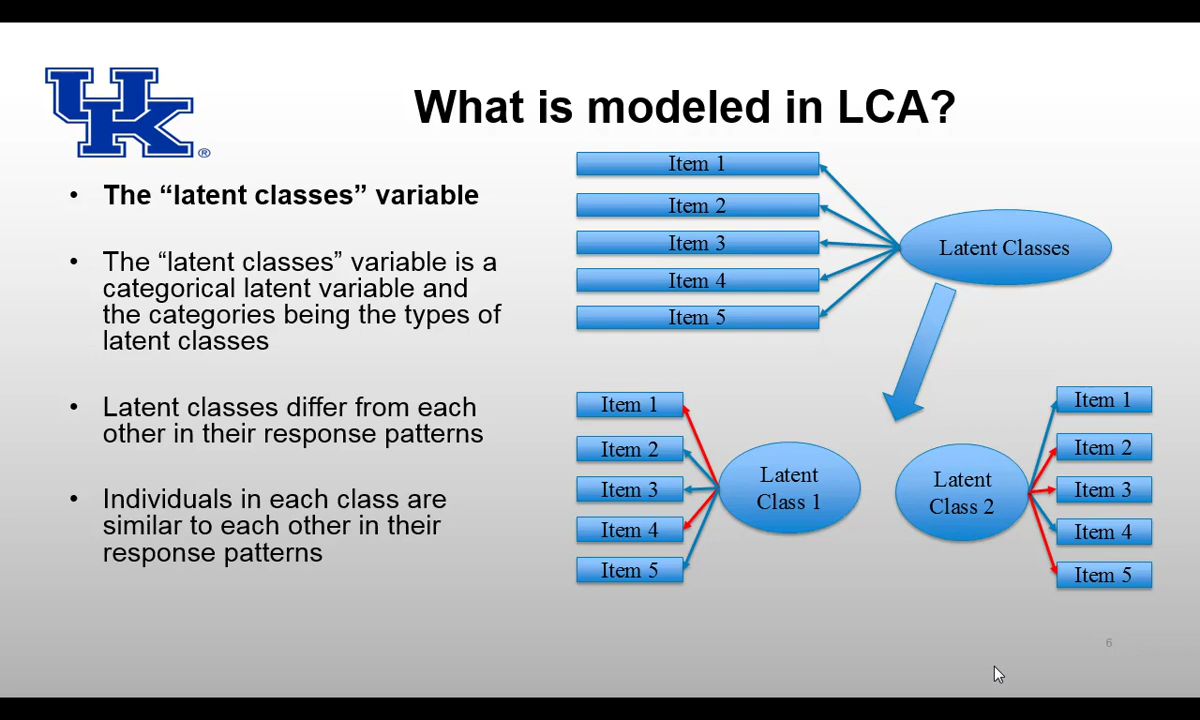 UK
®
What is modeled in LCA?
• The “latent classes” variable
• The “latent classes” variable is a
categorical latent variable and
the categories being the types of
latent classes
• Latent classes differ from each
other in their response patterns
• Individuals in each class are
similar to each other in their
response patterns
Item 1
Item 2
Item 3
Item 4
Item 5
Latent Classes
Item 1
Item 2
Item 3
Item 4
Item 5
Latent
Class 1
Latent
Class 2
Item 1
Item 2
Item 3
Item 4
Item 5
6